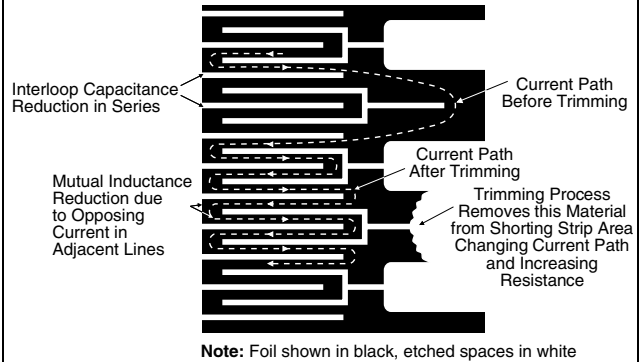 Interloop Capacitance
Reduction in Series
Current Path
Before Trimming
Current Path
After Trimming
Mutual Inductance
Reduction due
to Opposing
Current in
Adjacent Lines
Trimming Process
Removes this Material
from Shorting Strip Area
Changing Current Path
and Increasing
Resistance
Note: Foil shown in black, etched spaces in white